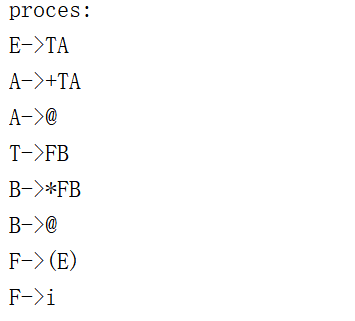 proces:
E->TA
A->+TA
A->@
T->FB
B->*FB
B->@
F->(E)
F->i